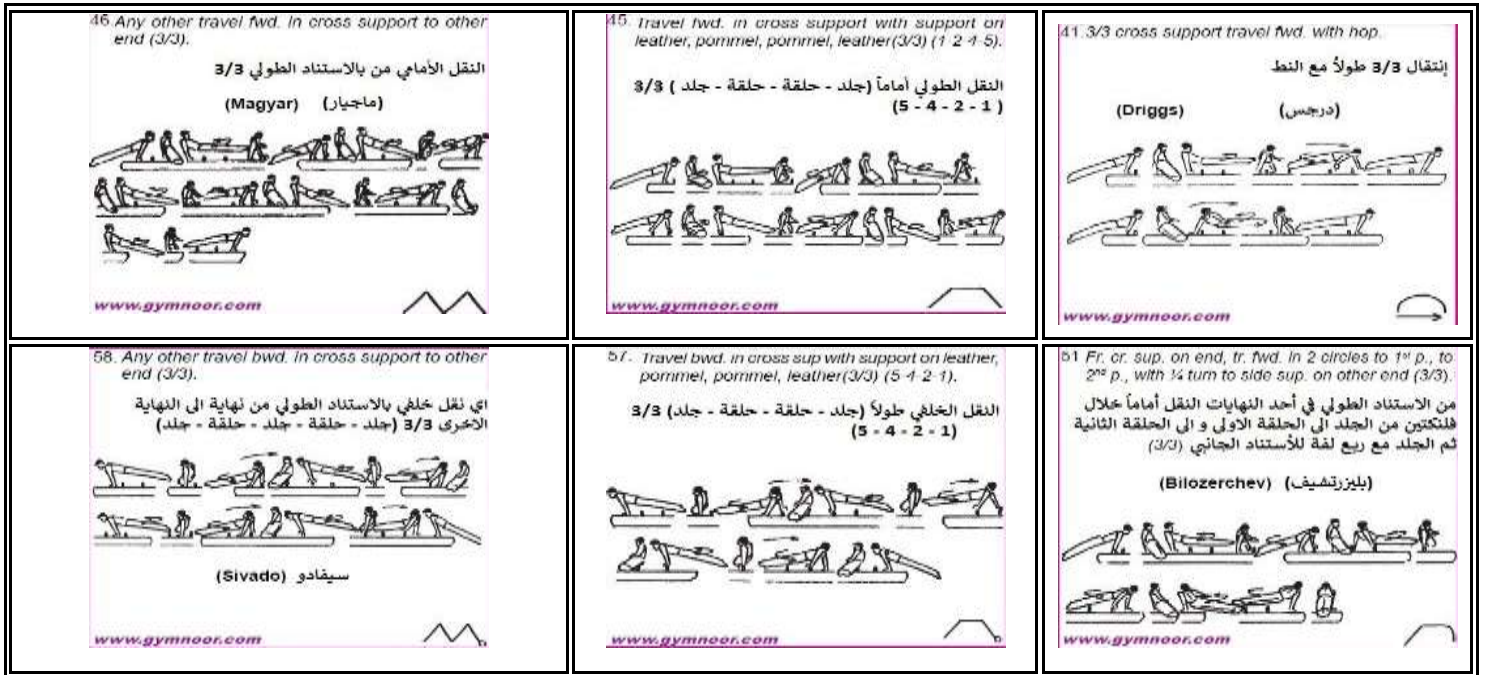 46. Any other travel fwd. in cross support to other
end (3/3).
النقل الأمامي من بالاستناد الطولي 3/3
(Magyar) (ماجيار)
www.gymnoor.com
45. Travel fwd. in cross support with support on
leather, pommel, pommel, leather(3/3) (1-2-4-5).
النقل الطولي أماماً (جلد - حلقة - حلقة - جلد ) 3/3
( 1 - 2 - 4 - 5)
www.gymnoor.com
41.3/3 cross support travel fwd. with hop.
إنتقال 3/3 طولاً مع النط
(Driggs) (درجس)
www.gymnoor.com
58. Any other travel bwd. in cross support to other
end (3/3).
اي نقل خلفي بالاستناد الطولي من نهاية الى النهاية
الاخرى 3/3 (جلد - حلقة - جلد - حلقة - جلد)
(Sivado) سيفادو
www.gymnoor.com
57. Travel bwd. in cross sup with support on leather,
pommel, pommel, leather(3/3) (5-4-2-1).
النقل الخلفي طولاً (جلد - حلقة - حلقة - جلد) 3/3
(1 - 2 - 4 - 5)
www.gymnoor.com
51 Fr. cr. sup. on end, tr. fwd. in 2 circles to 1st p., to
2nd p., with ¼ turn to side sup. on other end (3/3).
من الاستناد الطولي في أحد النهايات النقل أماماً خلال
فلنكتين من الجلد الى الحلقة الاولى و الى الحلقة الثانية
ثم الجلد مع ربع لفة للأستناد الجانبي (3/3)
(Bilozerchev) (بليزرتشيف)
www.gymnoor.com